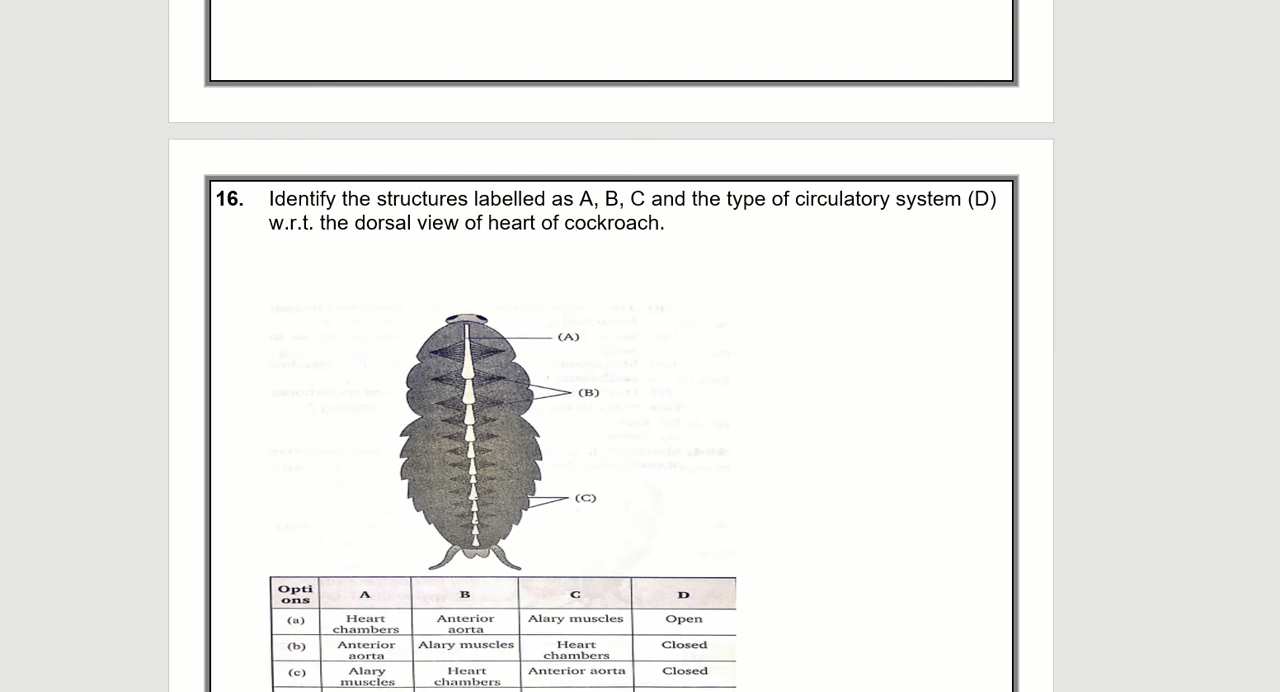 16. Identify the structures labelled as A, B, C and the type of circulatory system (D)
w.r.t. the dorsal view of heart of cockroach.
(A)
(B)
(C)
Opti
ons A B C D
(a) Heart chambers Anterior aorta Alary muscles Open
(b) Anterior aorta Alary muscles Heart chambers Closed
(c) Alary muscles Heart chambers Anterior aorta Closed